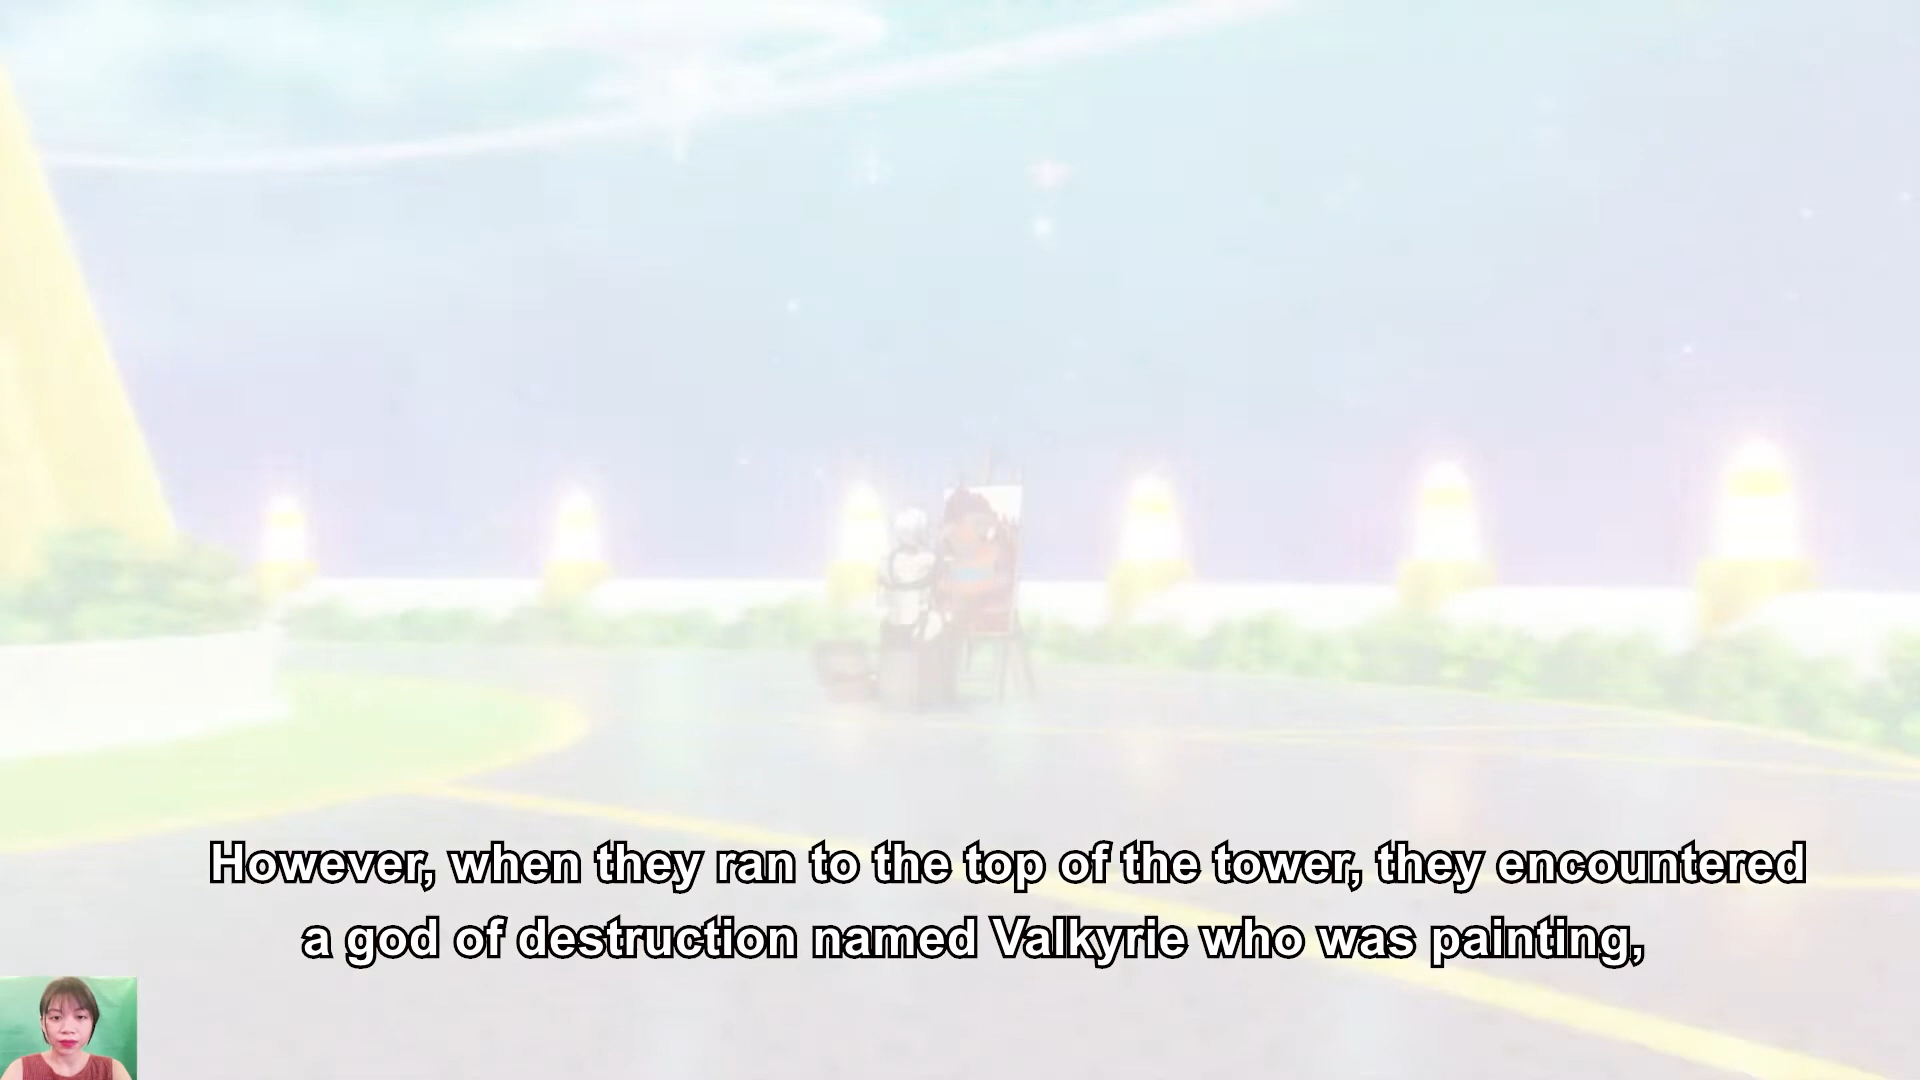 However, when they ran to the top of the tower, they encountered
a god of destruction named Valkyrie who was painting,